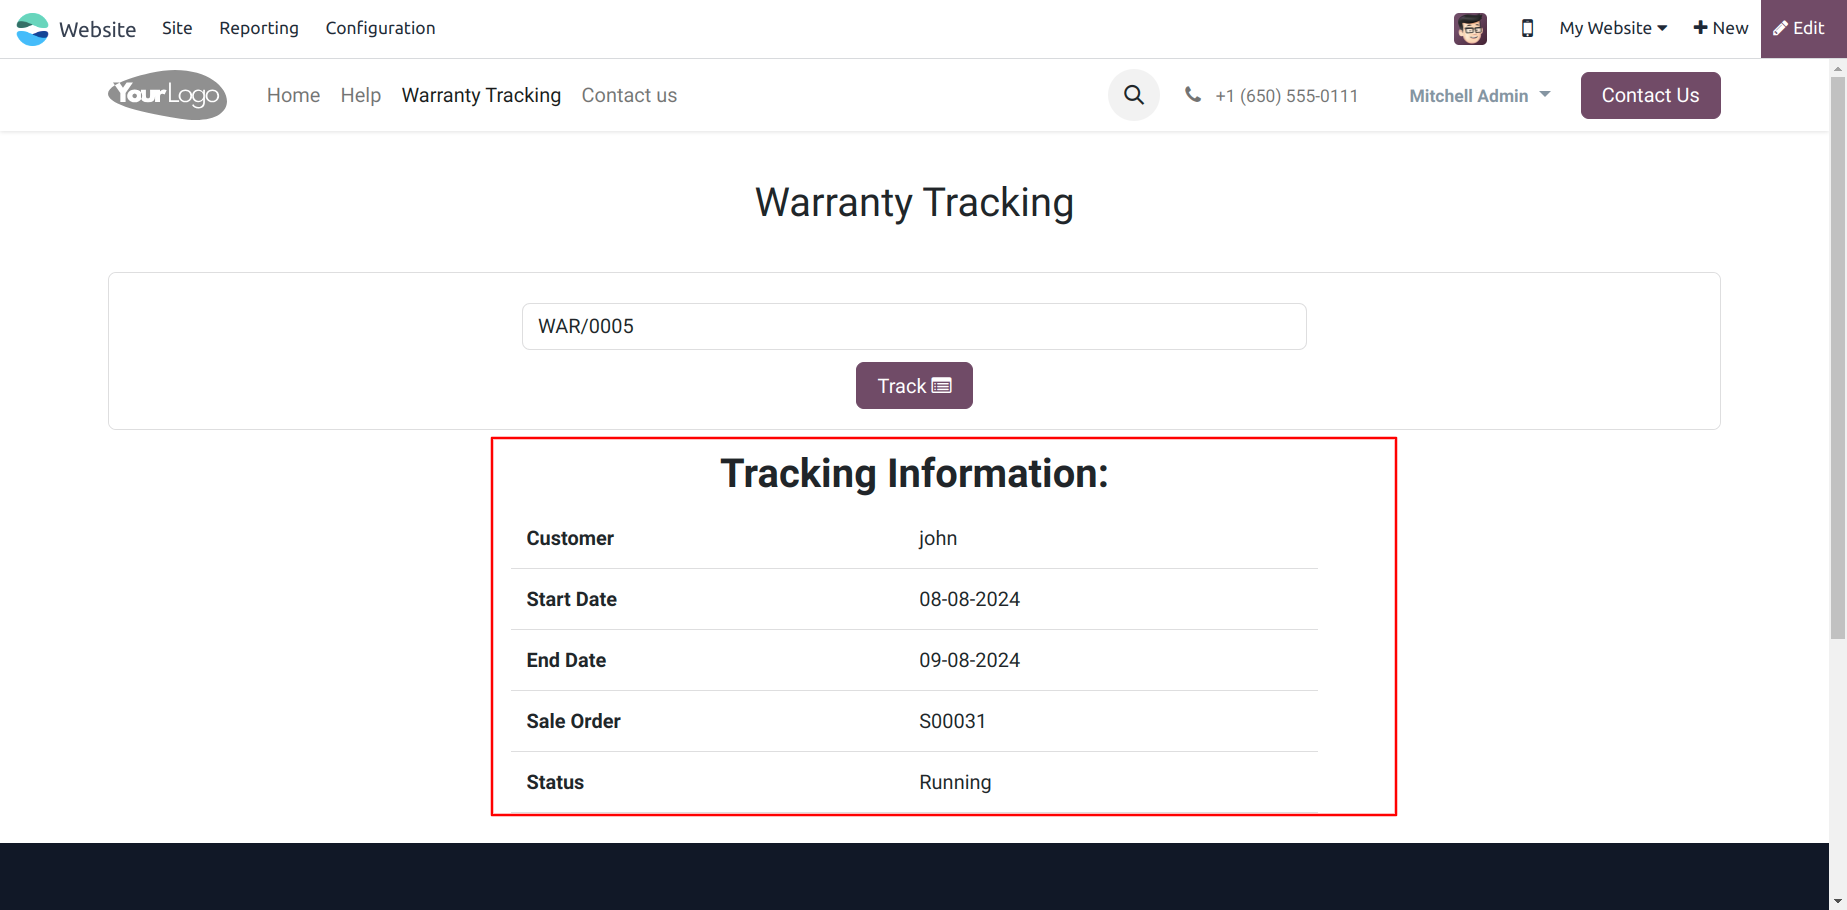 Website Site Reporting Configuration My Website New Edit
YourLogo Home Help Warranty Tracking Contact us +1 (650) 555-0111 Mitchell Admin Contact Us
Warranty Tracking
WAR/0005
Track
Tracking Information:
Customer john
Start Date 08-08-2024
End Date 09-08-2024
Sale Order S00031
Status Running